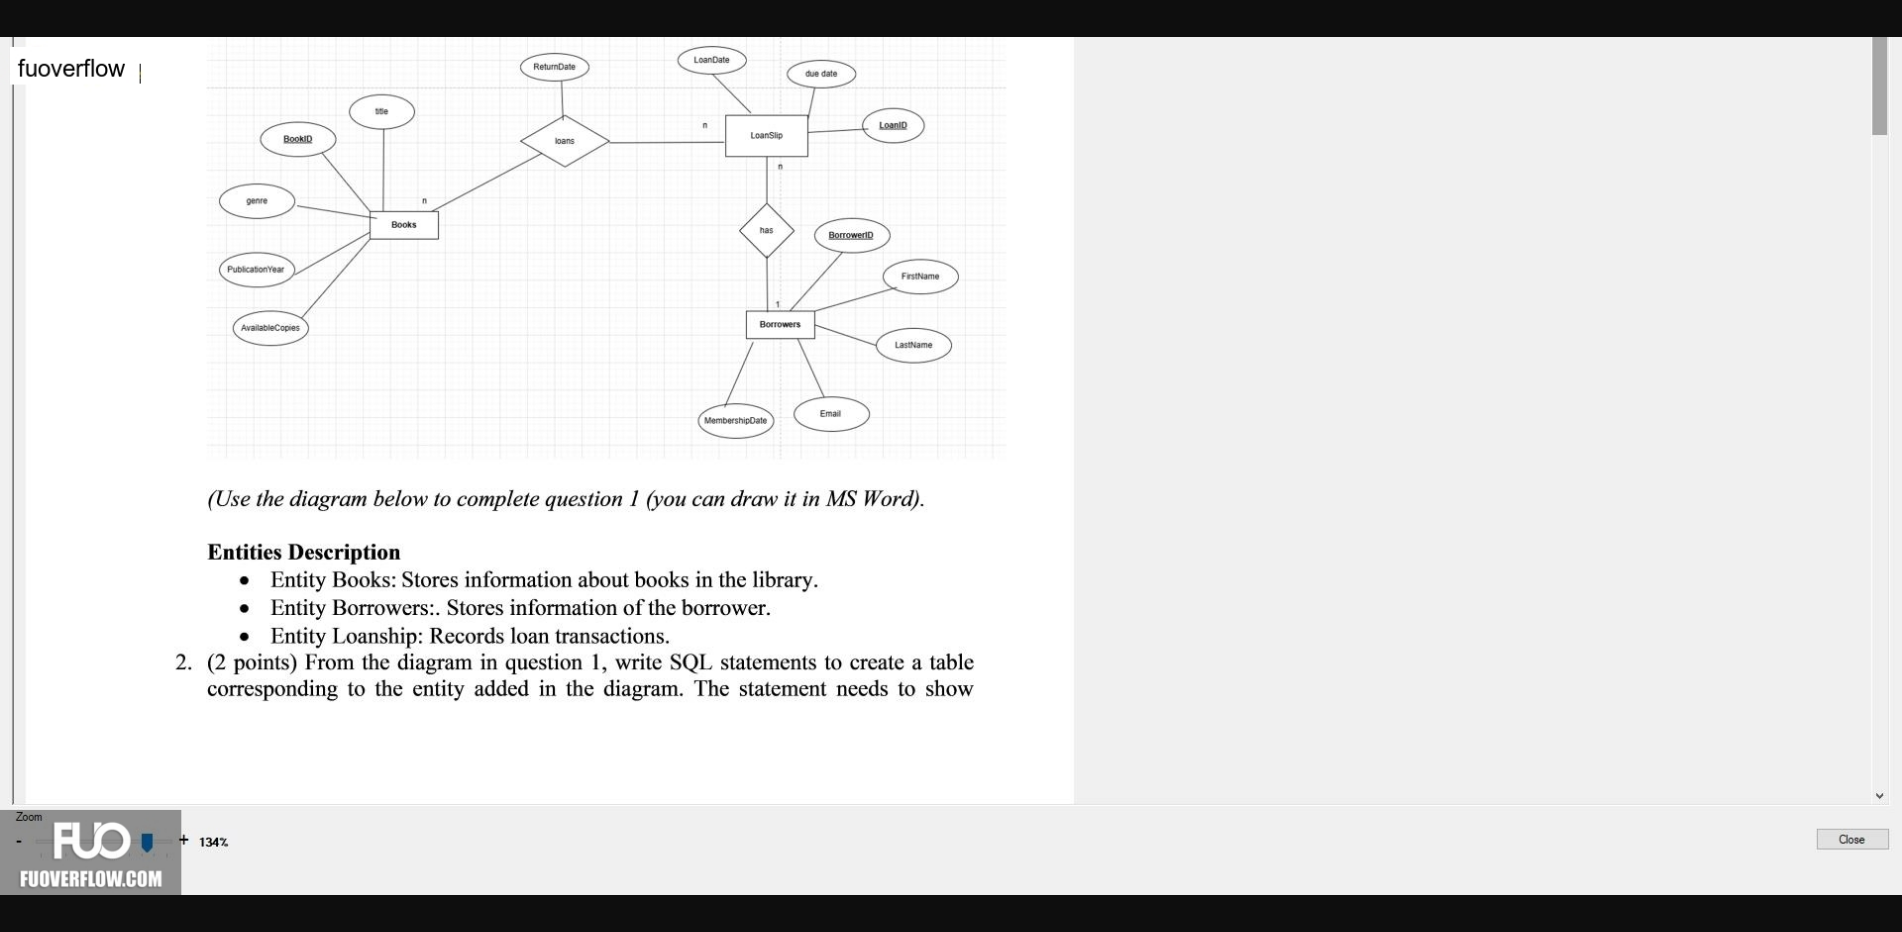 fuoverflow
ReturnDate
LoanDate
due date
title
BookID
loans
n
LoanSlip
LoanID
n
genre
n
Books
has
BorrowerID
PublicationYear
FirstName
1
AvailableCopies
Borrowers
LastName
MembershipDate
Email
(Use the diagram below to complete question 1 (you can draw it in MS Word).
Entities Description
• Entity Books: Stores information about books in the library.
• Entity Borrowers:. Stores information of the borrower.
• Entity Loanship: Records loan transactions.
2. (2 points) From the diagram in question 1, write SQL statements to create a table
corresponding to the entity added in the diagram. The statement needs to show
Zoom
- + 134%
FUO
FUOVERFLOW.COM
Close